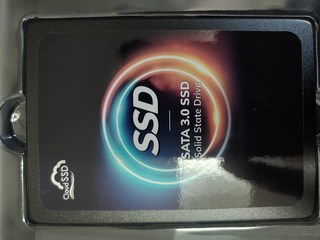 SSD
SATA 3.0 SSD
Solid State Drive
Cloud SSD